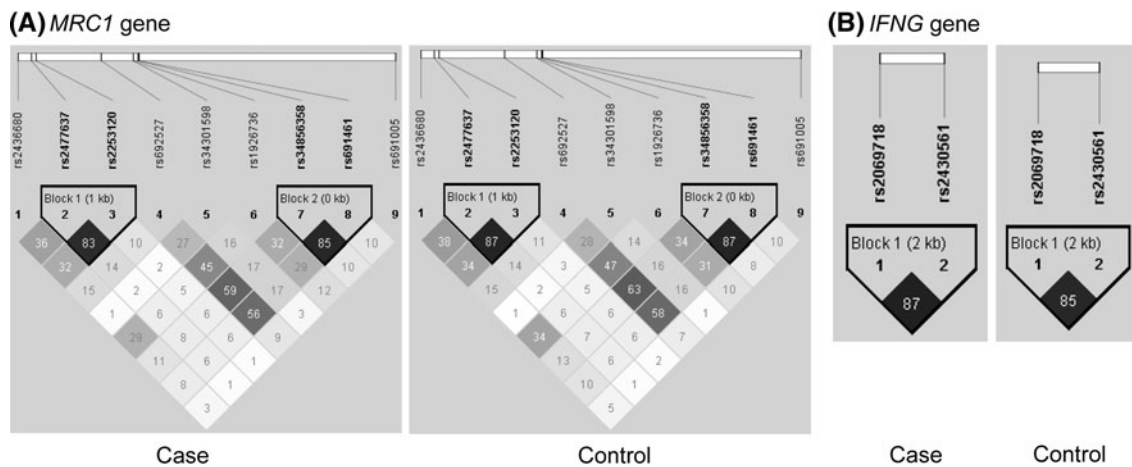 (A) MRC1 gene
rs2436680
rs2477637
rs2253120
rs692527
rs34301598
rs1926736
rs34856358
rs691461
rs691005
Block 1 (1 kb)
Block 2 (0 kb)
1 2 3 4 5 6 7 8 9
36 83 10 27 16 32 85 10
32 14 2 45 17 29 10
15 2 5 59 17 12
1 6 6 56 3
29 8 6 9
11 6 1
8 1
3
Case
rs2436680
rs2477637
rs2253120
rs692527
rs34301598
rs1926736
rs34856358
rs691461
rs691005
Block 1 (1 kb)
Block 2 (0 kb)
1 2 3 4 5 6 7 8 9
38 87 11 28 14 34 87 10
34 14 3 47 16 31 8
15 2 5 63 16 10
1 6 6 58 1
34 7 6 7
13 6 2
10 1
5
Control
(B) IFNG gene
rs2069718
rs2430561
Block 1 (2 kb)
1 2
87
Case
rs2069718
rs2430561
Block 1 (2 kb)
1 2
85
Control